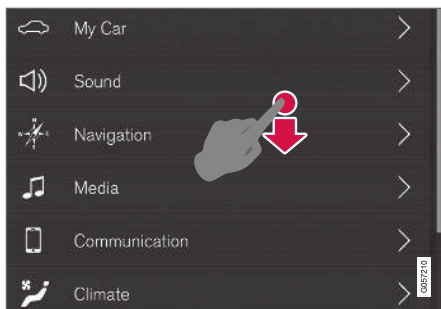 My Car
Sound
Navigation
Media
Communication
Climate
G057210